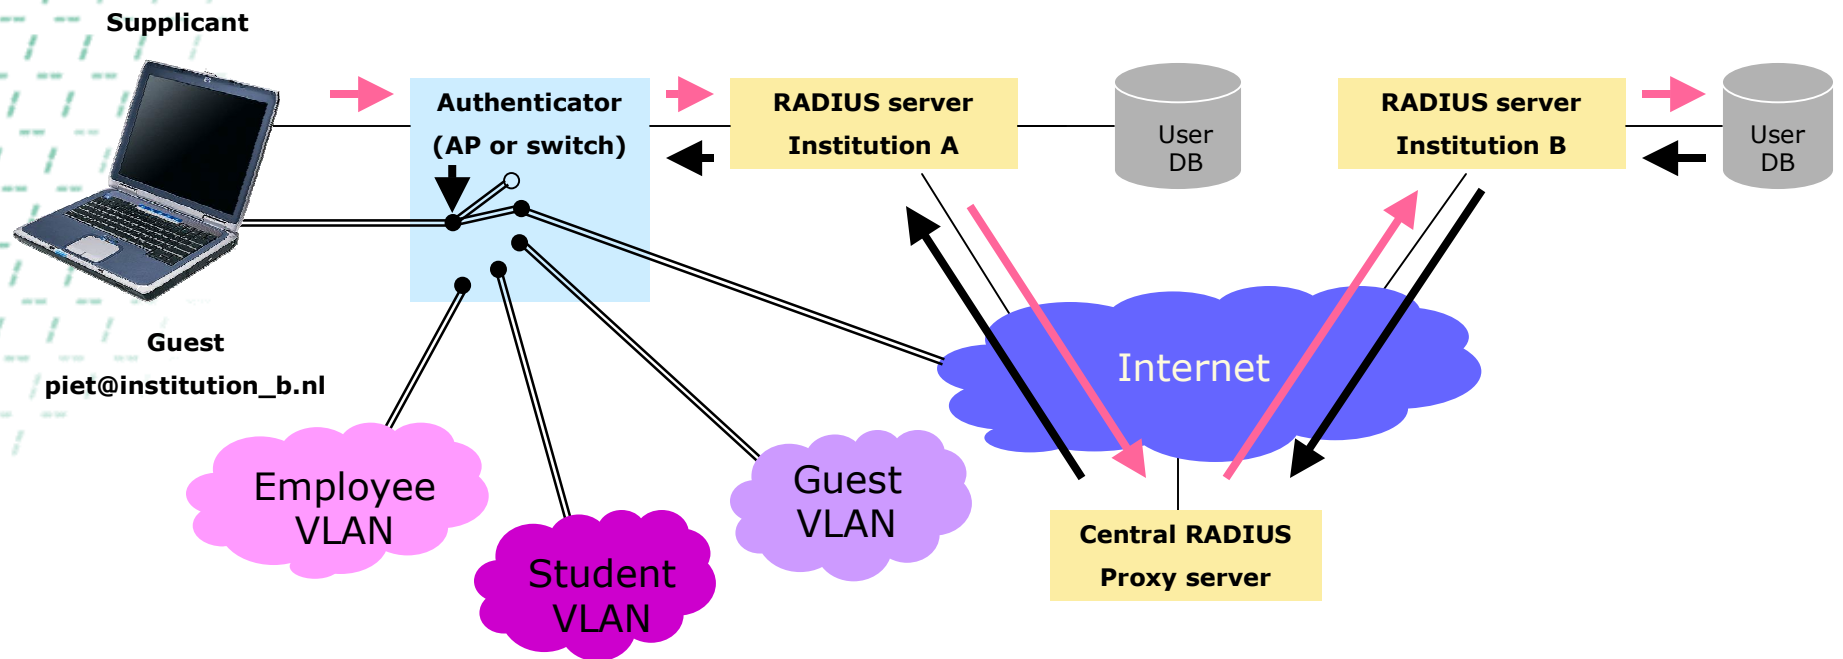 Supplicant
Authenticator
(AP or switch)
RADIUS server
Institution A
User
DB
RADIUS server
Institution B
User
DB
Guest
piet@institution_b.nl
Internet
Employee
VLAN
Student
VLAN
Guest
VLAN
Central RADIUS
Proxy server